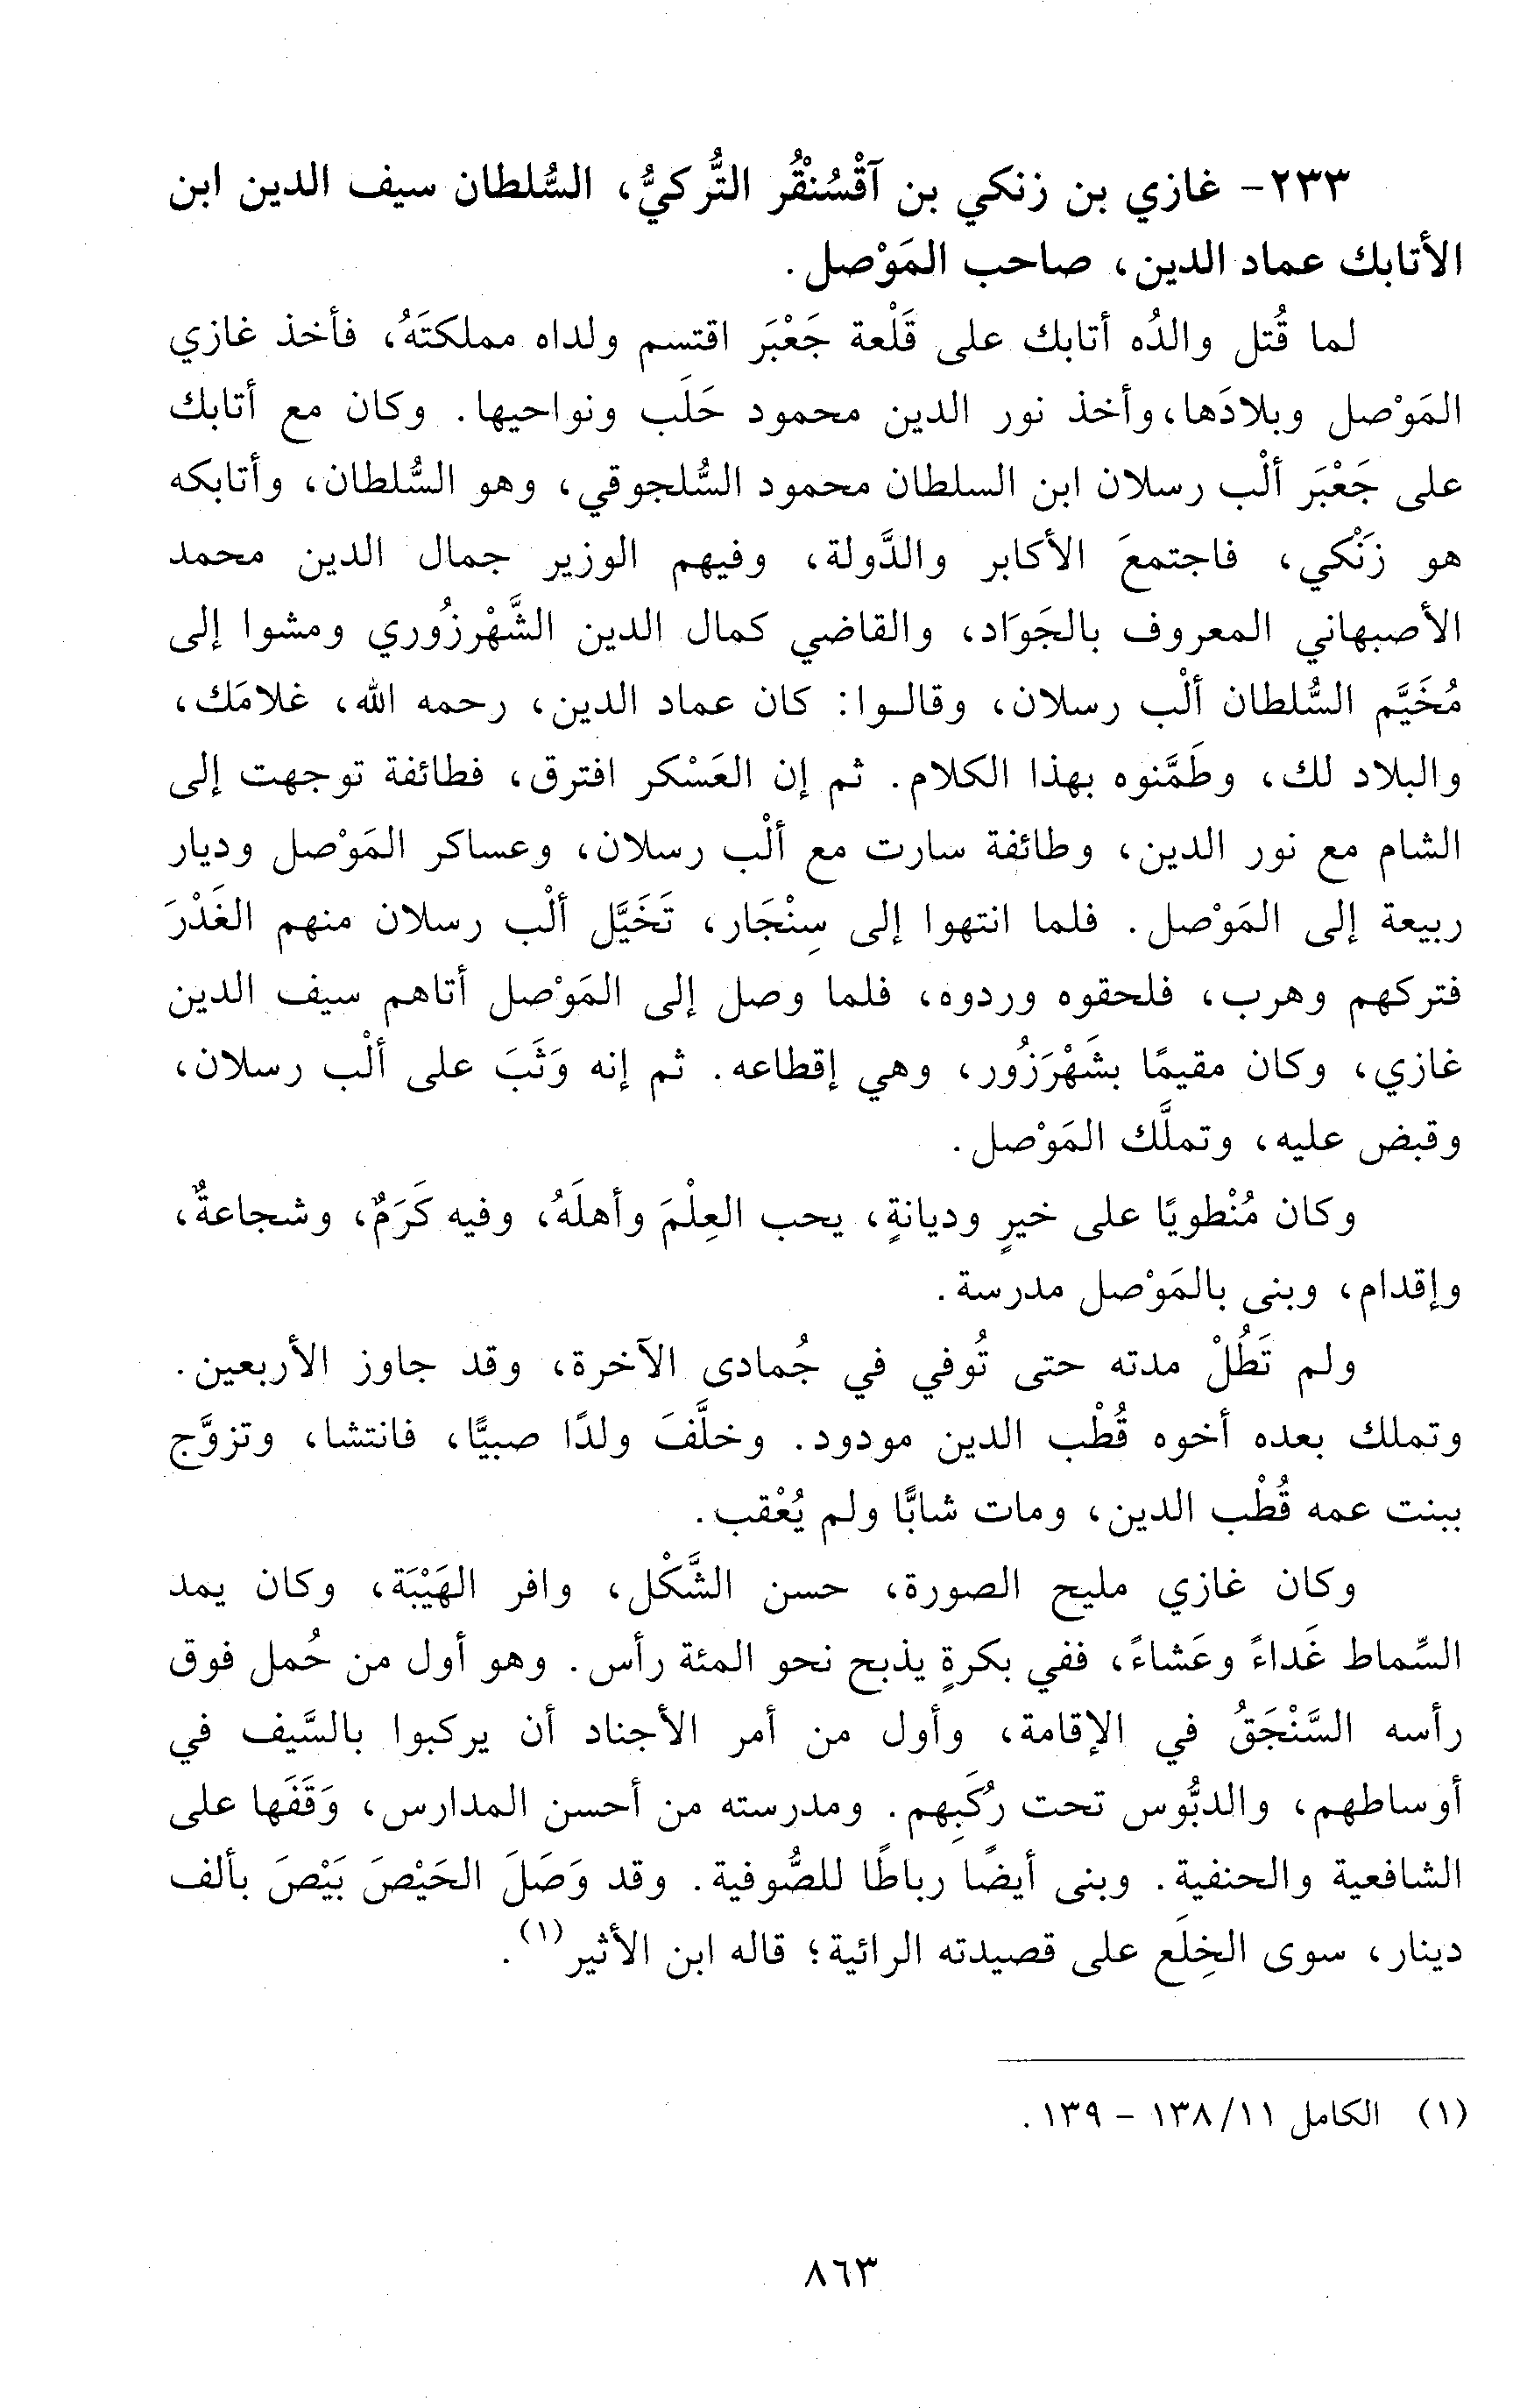 ٢٣٣- غازي بن زنكي بن آقْسُنْقُر التُّركيُّ، السُّلطان سيف الدين ابن
الأتابك عماد الدين، صاحب المَوْصل.
لما قُتل والدُه أتابك على قَلْعة جَعْبَر اقتسم ولداه مملكتَهُ، فأخذ غازي
المَوْصل وبلادَها، وأخذ نور الدين محمود حَلَب ونواحيها. وكان مع أتابك
على جَعْبَر ألْب رسلان ابن السلطان محمود السُّلجوقي، وهو السُّلطان، وأتابكه
هو زَنْكي، فاجتمعَ الأكابر والدَّولة، وفيهم الوزير جمال الدين محمد
الأصبهاني المعروف بالجَوَاد، والقاضي كمال الدين الشَّهْرزُوري ومشوا إلى
مُخَيَّم السُّلطان ألْب رسلان، وقالوا: كان عماد الدين، رحمه الله، غلامَك،
والبلاد لك، وطَمَّنوه بهذا الكلام. ثم إن العَسْكر افترق، فطائفة توجهت إلى
الشام مع نور الدين، وطائفة سارت مع ألْب رسلان، وعساكر المَوْصل وديار
ربيعة إلى المَوْصل. فلما انتهوا إلى سِنْجَار، تَخَيَّل ألْب رسلان منهم الغَدْرَ
فتركهم وهرب، فلحقوه وردوه، فلما وصل إلى المَوْصل أتاهم سيف الدين
غازي، وكان مقيمًا بشَهْرَزُور، وهي إقطاعه. ثم إنه وَثَبَ على ألْب رسلان،
وقبض عليه، وتملَّك المَوْصل.
وكان مُنْطويًا على خيرٍ وديانةٍ، يحب العِلْمَ وأهلَهُ، وفيه كَرَمٌ، وشجاعةٌ،
وإقدام، وبنى بالمَوْصل مدرسة.
ولم تَطُلْ مدته حتى تُوفي في جُمادى الآخرة، وقد جاوز الأربعين.
وتملك بعده أخوه قُطْب الدين مودود. وخلَّفَ ولدًا صبيًّا، فانتشا، وتزوَّج
ببنت عمه قُطْب الدين، ومات شابًّا ولم يُعْقب.
وكان غازي مليح الصورة، حسن الشَّكْل، وافر الهَيْبَة، وكان يمد
السِّماط غَداءً وعَشاءً، ففي بكرةٍ يذبح نحو المئة رأس. وهو أول من حُمل فوق
رأسه السَّنْجَقُ في الإقامة، وأول من أمر الأجناد أن يركبوا بالسَّيف في
أوساطهم، والدبُّوس تحت رُكَبِهم. ومدرسته من أحسن المدارس، وَقَفَها على
الشافعية والحنفية. وبنى أيضًا رباطًا للصُّوفية. وقد وَصَلَ الحَيْصَ بَيْصَ بألف
دينار، سوى الخِلَع على قصيدته الرائية؛ قاله ابن الأثير(١).
(١) الكامل ١١/ ١٣٨ - ١٣٩.
٨٦٣